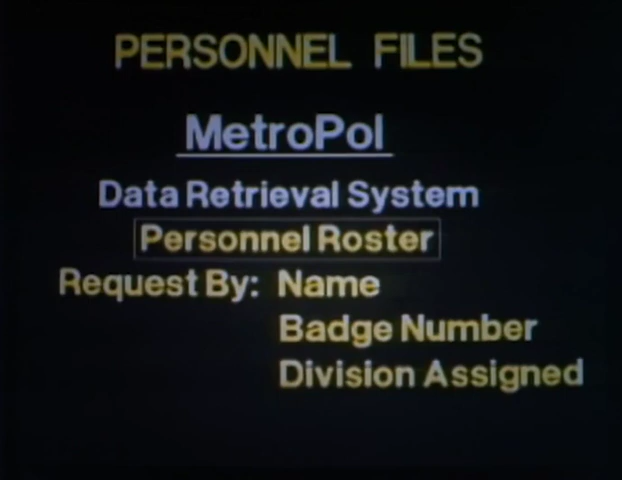 PERSONNEL FILES
MetroPol
Data Retrieval System
Personnel Roster
Request By: Name
Badge Number
Division Assigned